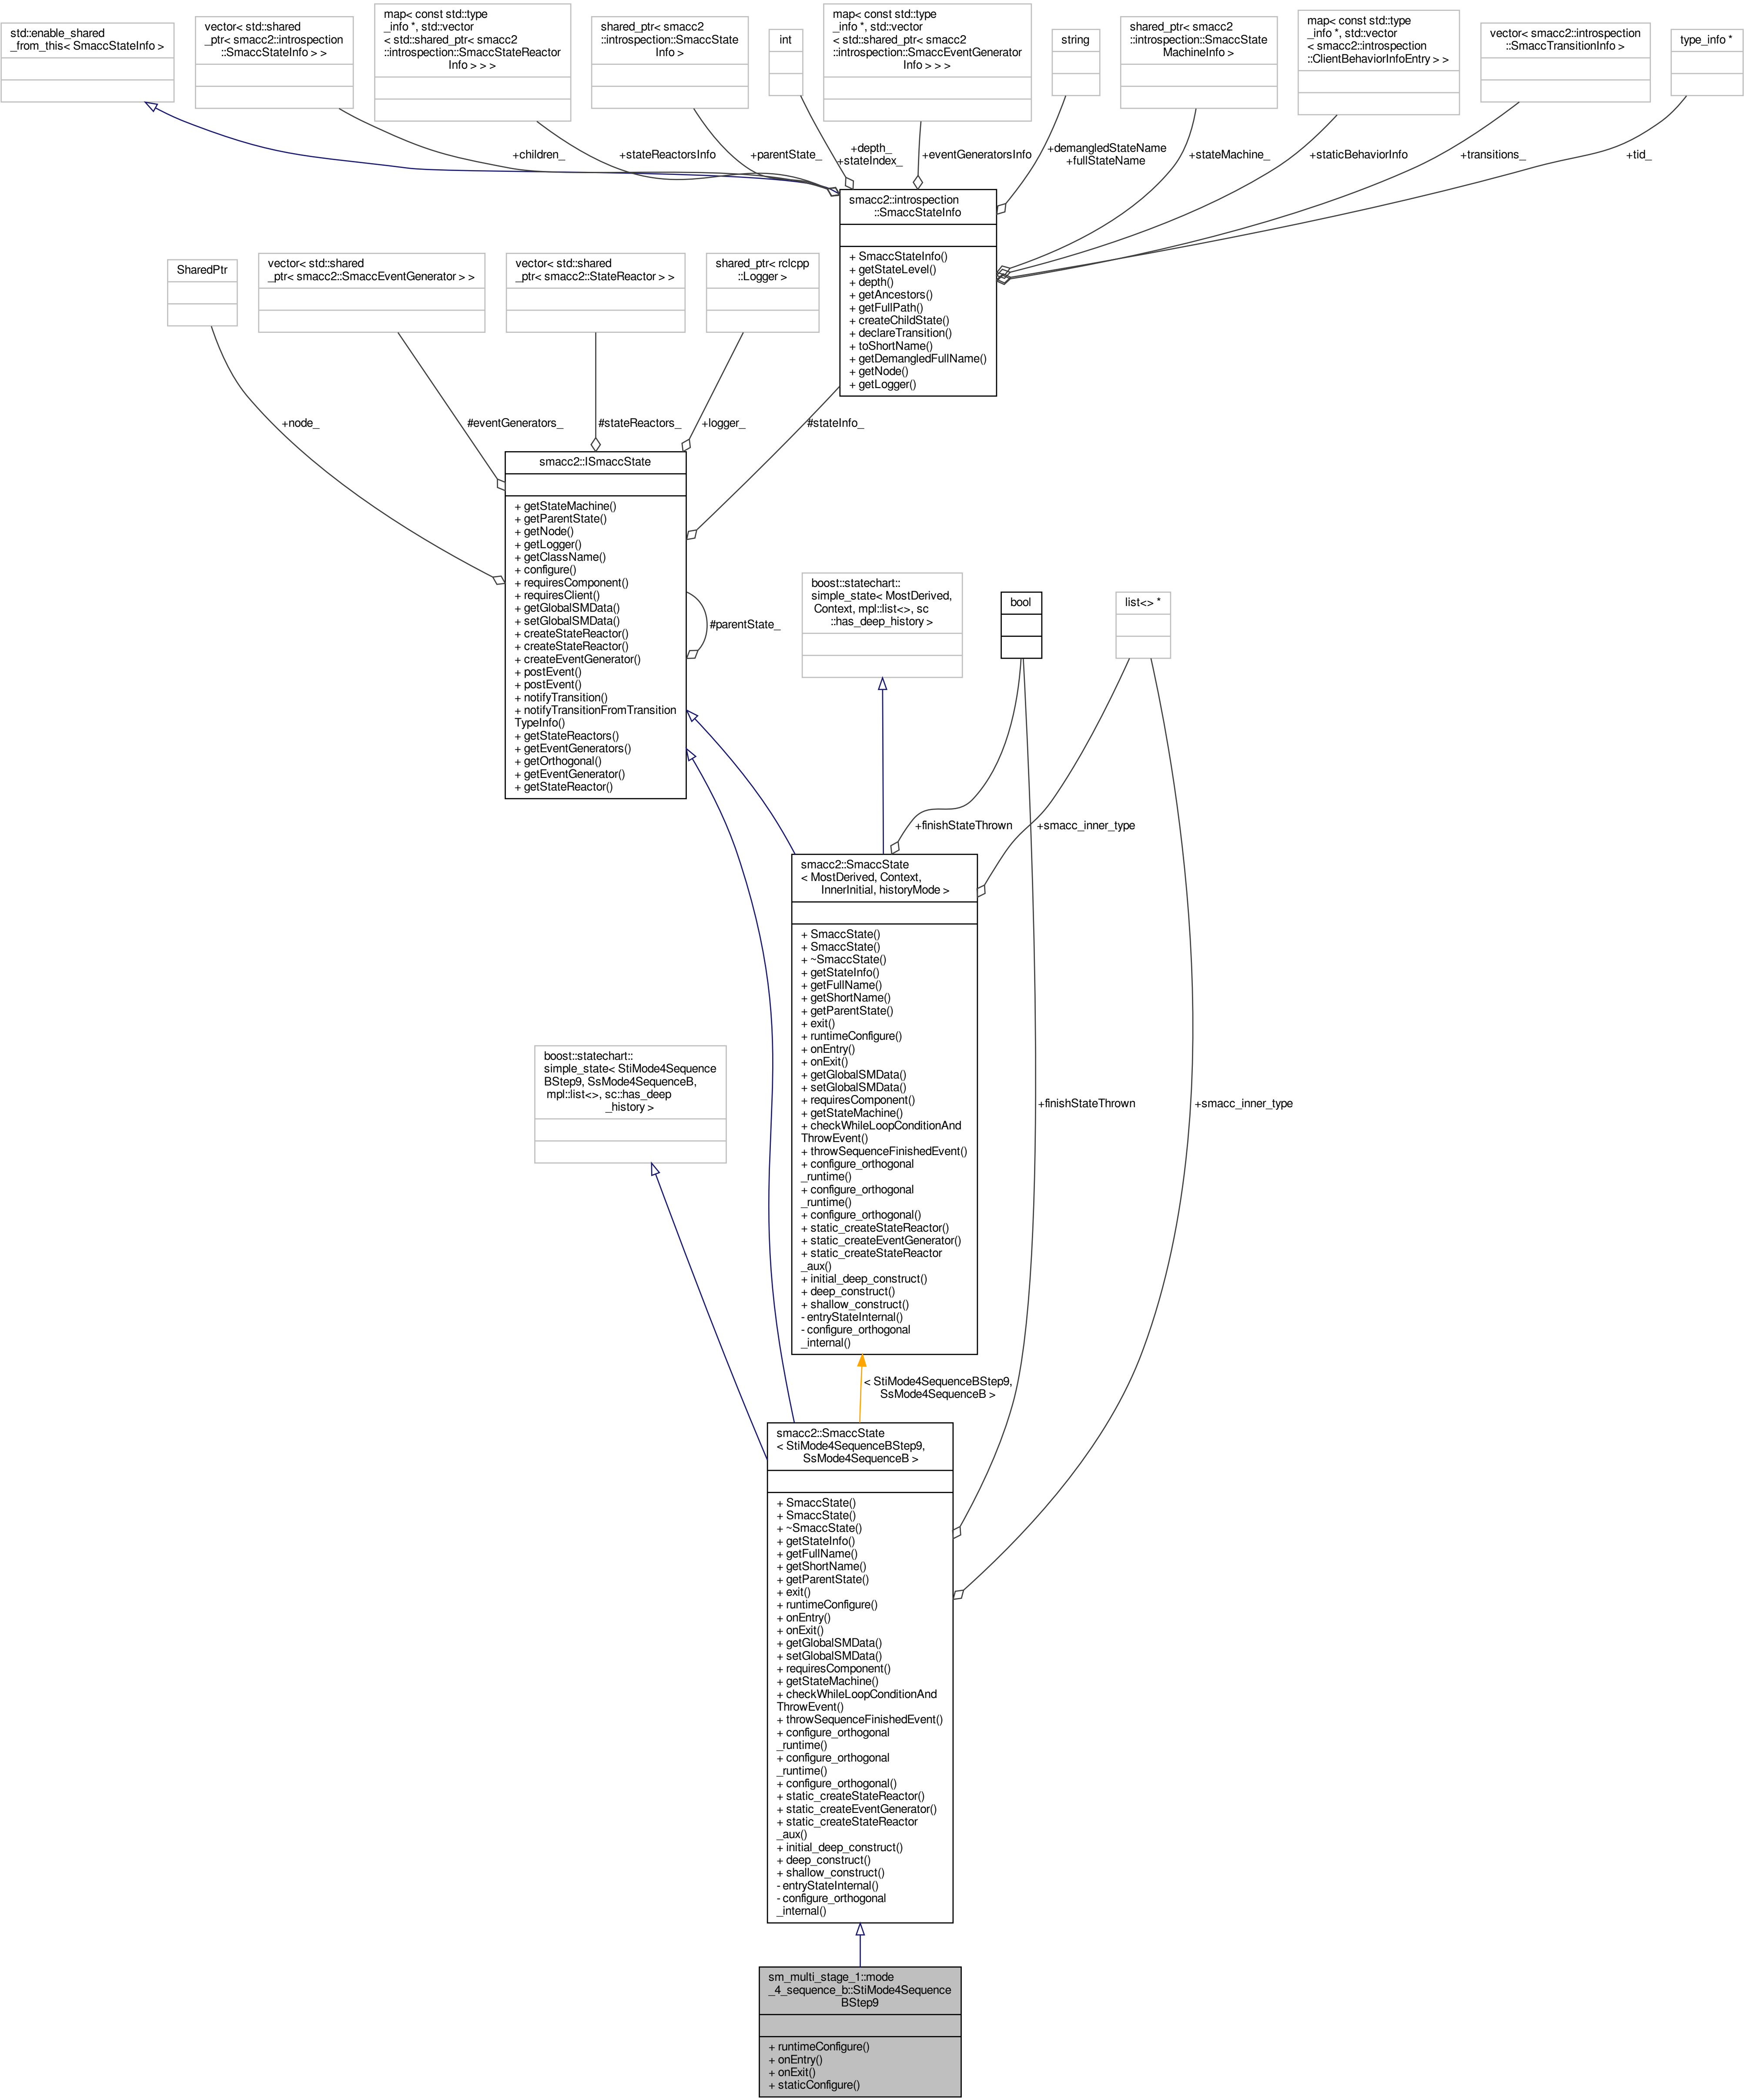 std::enable_shared
_from_this< SmaccStateInfo >
vector< std::shared
_ptr< smacc2::introspection
::SmaccStateInfo > >
map< const std::type
_info *, std::vector
< std::shared_ptr< smacc2
::introspection::SmaccStateReactor
Info > > >
shared_ptr< smacc2
::introspection::SmaccState
Info >
int
map< const std::type
_info *, std::vector
< std::shared_ptr< smacc2
::introspection::SmaccEventGenerator
Info > > >
string
shared_ptr< smacc2
::introspection::SmaccState
MachineInfo >
map< const std::type
_info *, std::vector
< smacc2::introspection
::ClientBehaviorInfoEntry > >
vector< smacc2::introspection
::SmaccTransitionInfo >
type_info *
+children_
+stateReactorsInfo
+parentState_
+depth_
+stateIndex_
+eventGeneratorsInfo
+demangledStateName
+fullStateName
+stateMachine_
+staticBehaviorInfo
+transitions_
+tid_
smacc2::introspection
::SmaccStateInfo
+ SmaccStateInfo()
+ getStateLevel()
+ depth()
+ getAncestors()
+ getFullPath()
+ createChildState()
+ declareTransition()
+ toShortName()
+ getDemangledFullName()
+ getNode()
+ getLogger()
SharedPtr
vector< std::shared
_ptr< smacc2::SmaccEventGenerator > >
vector< std::shared
_ptr< smacc2::StateReactor > >
shared_ptr< rclcpp
::Logger >
+node_
#eventGenerators_
#stateReactors_
+logger_
#stateInfo_
smacc2::ISmaccState
+ getStateMachine()
+ getParentState()
+ getNode()
+ getLogger()
+ getClassName()
+ configure()
+ requiresComponent()
+ requiresClient()
+ getGlobalSMData()
+ setGlobalSMData()
+ createStateReactor()
+ createStateReactor()
+ createEventGenerator()
+ postEvent()
+ postEvent()
+ notifyTransition()
+ notifyTransitionFromTransition
TypeInfo()
+ getStateReactors()
+ getEventGenerators()
+ getOrthogonal()
+ getEventGenerator()
+ getStateReactor()
#parentState_
boost::statechart::
simple_state< MostDerived,
Context, mpl::list<>, sc
::has_deep_history >
bool
list<> *
+finishStateThrown
+smacc_inner_type
smacc2::SmaccState
< MostDerived, Context,
InnerInitial, historyMode >
+ SmaccState()
+ SmaccState()
+ ~SmaccState()
+ getStateInfo()
+ getFullName()
+ getShortName()
+ getParentState()
+ exit()
+ runtimeConfigure()
+ onEntry()
+ onExit()
+ getGlobalSMData()
+ setGlobalSMData()
+ requiresComponent()
+ getStateMachine()
+ checkWhileLoopConditionAnd
ThrowEvent()
+ throwSequenceFinishedEvent()
+ configure_orthogonal
_runtime()
+ configure_orthogonal
_runtime()
+ configure_orthogonal()
+ static_createStateReactor()
+ static_createEventGenerator()
+ static_createStateReactor
_aux()
+ initial_deep_construct()
+ deep_construct()
+ shallow_construct()
- entryStateInternal()
- configure_orthogonal
_internal()
boost::statechart::
simple_state< StiMode4Sequence
BStep9, SsMode4SequenceB,
mpl::list<>, sc::has_deep
_history >
+finishStateThrown
+smacc_inner_type
< StiMode4SequenceBStep9,
SsMode4SequenceB >
smacc2::SmaccState
< StiMode4SequenceBStep9,
SsMode4SequenceB >
+ SmaccState()
+ SmaccState()
+ ~SmaccState()
+ getStateInfo()
+ getFullName()
+ getShortName()
+ getParentState()
+ exit()
+ runtimeConfigure()
+ onEntry()
+ onExit()
+ getGlobalSMData()
+ setGlobalSMData()
+ requiresComponent()
+ getStateMachine()
+ checkWhileLoopConditionAnd
ThrowEvent()
+ throwSequenceFinishedEvent()
+ configure_orthogonal
_runtime()
+ configure_orthogonal
_runtime()
+ configure_orthogonal()
+ static_createStateReactor()
+ static_createEventGenerator()
+ static_createStateReactor
_aux()
+ initial_deep_construct()
+ deep_construct()
+ shallow_construct()
- entryStateInternal()
- configure_orthogonal
_internal()
sm_multi_stage_1::mode
_4_sequence_b::StiMode4Sequence
BStep9
+ runtimeConfigure()
+ onEntry()
+ onExit()
+ staticConfigure()